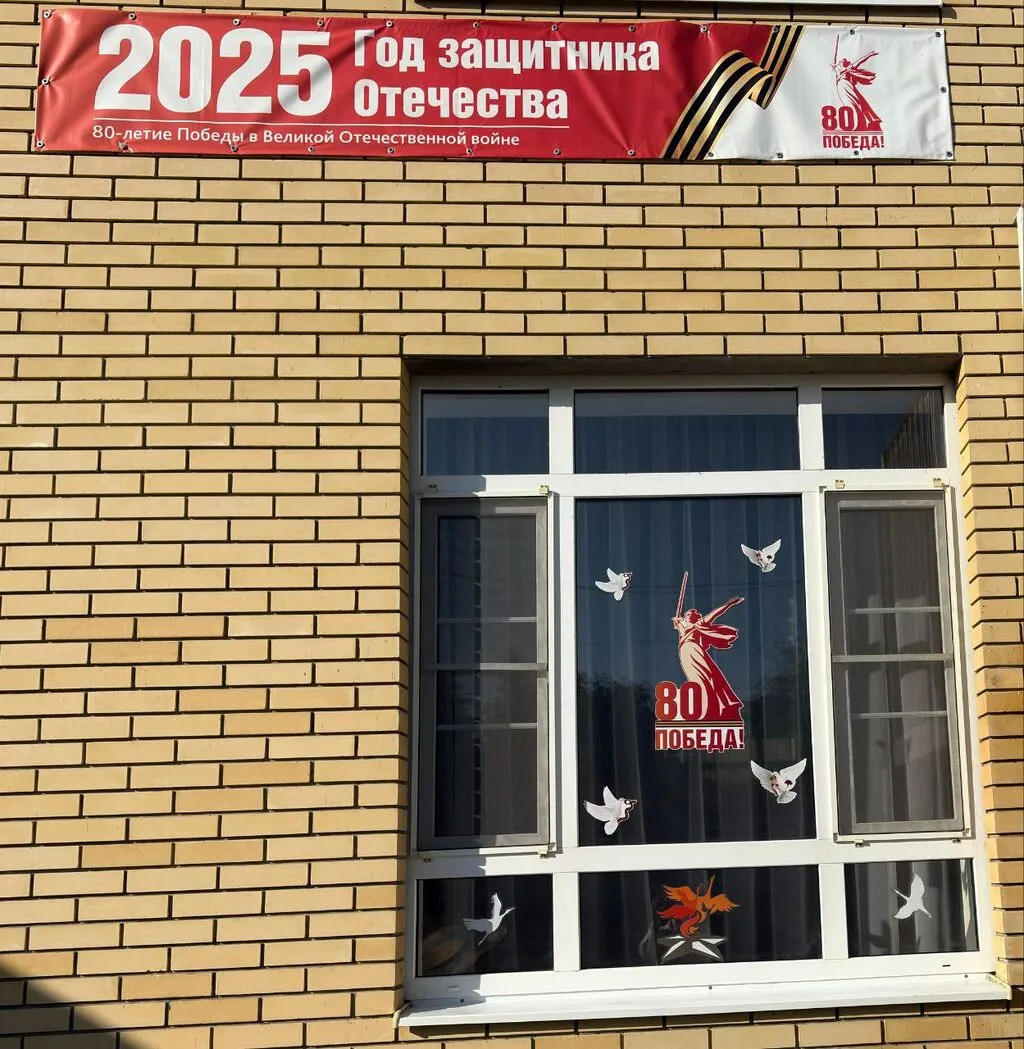 2025 Год защитника
Отечества
80-летие Победы в Великой Отечественной войне
80
ПОБЕДА!
80
ПОБЕДА!